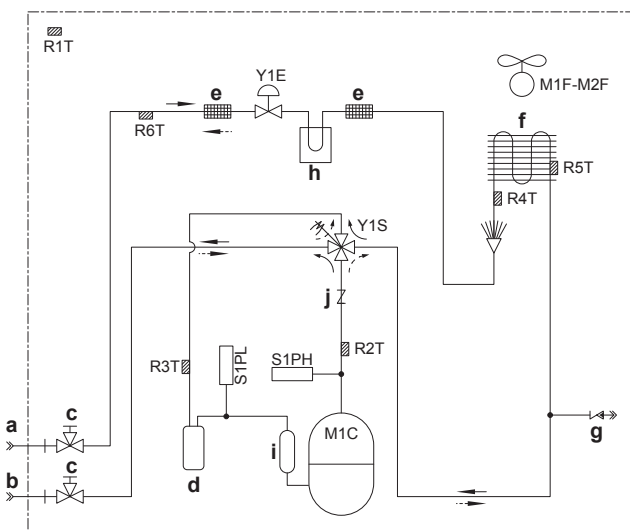 R1T
Y1E
M1F-M2F
e
e
f
R6T
h
R5T
R4T
Y1S
j
R3T
S1PL
S1PH
R2T
a
c
M1C
g
b
c
d
i